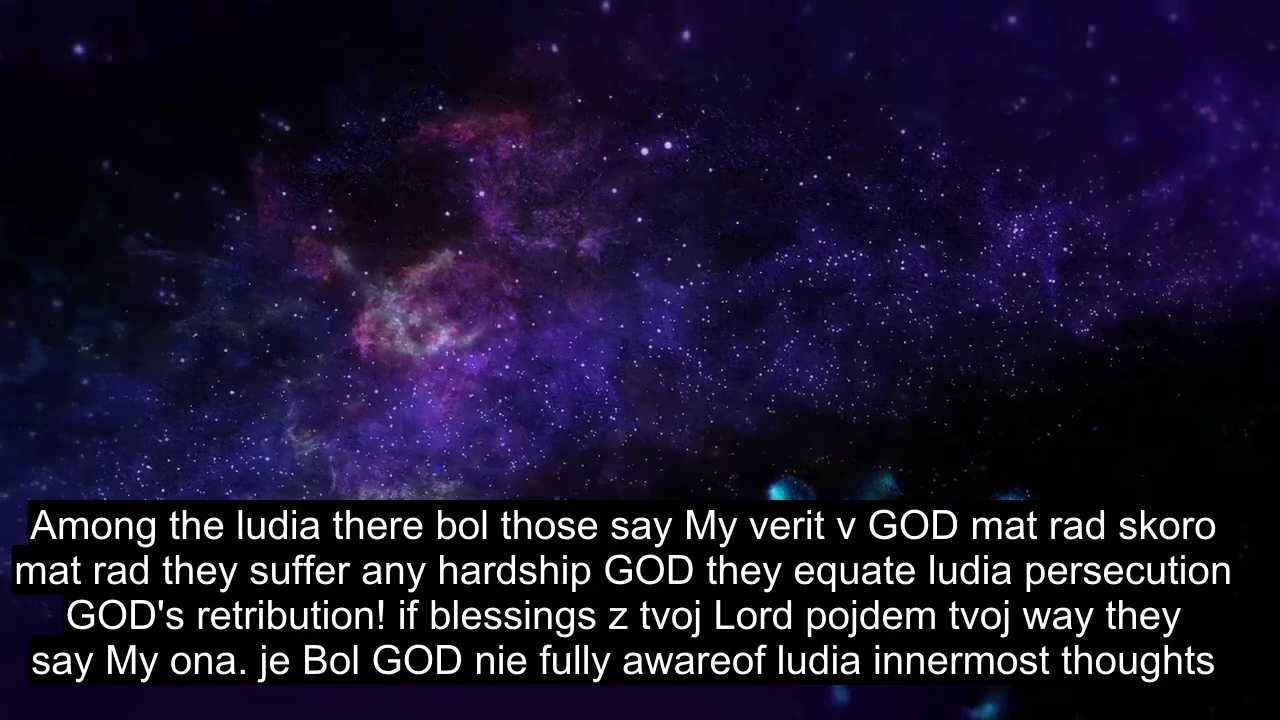 Among the ludia there bol those say My verit v GOD mat rad skoro
mat rad they suffer any hardship GOD they equate ludia persecution
GOD's retribution! if blessings z tvoj Lord pojdem tvoj way they
say My ona. je Bol GOD nie fully awareof ludia innermost thoughts